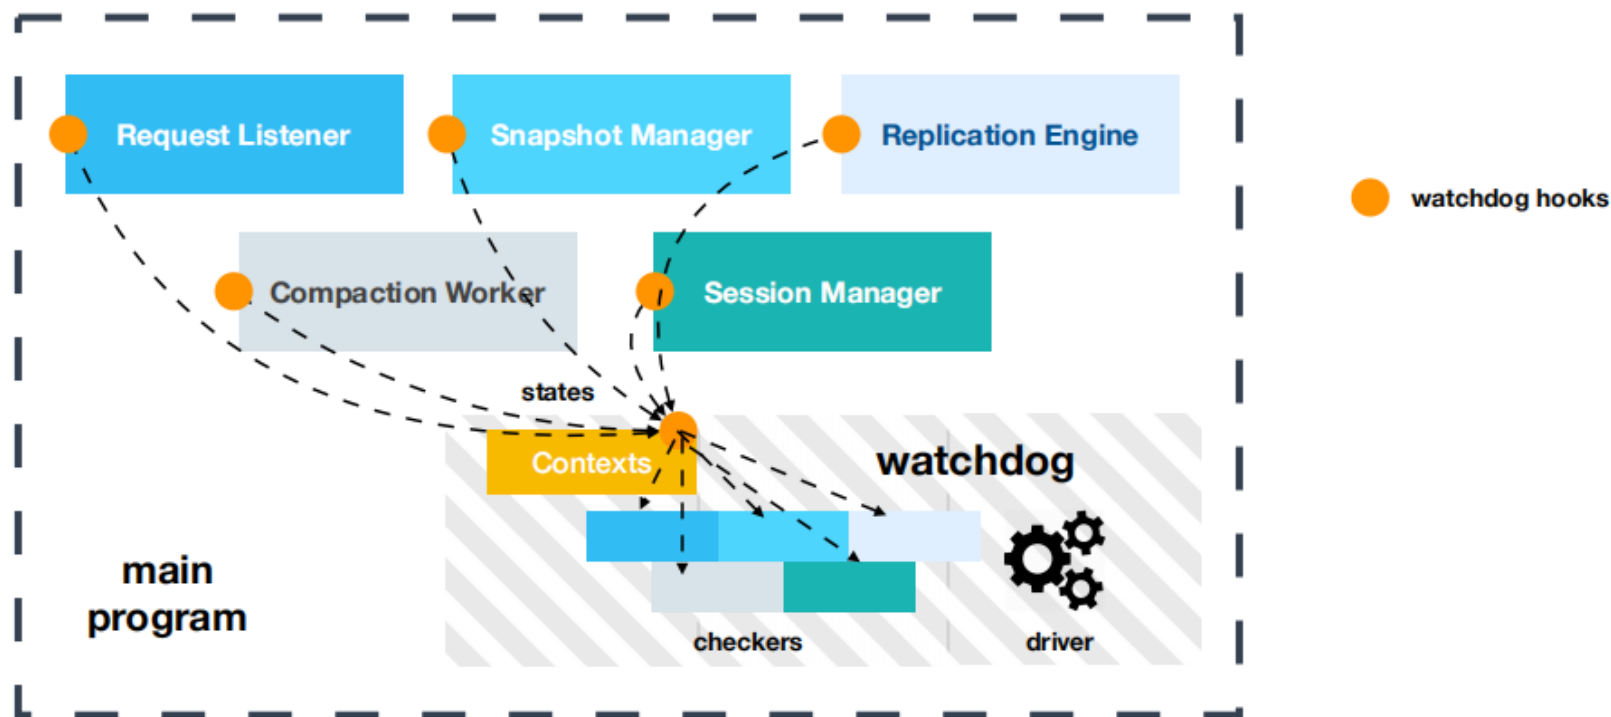 Request Listener
Snapshot Manager
Replication Engine
watchdog hooks
Compaction Worker
Session Manager
states
Contexts
watchdog
main
program
checkers
driver